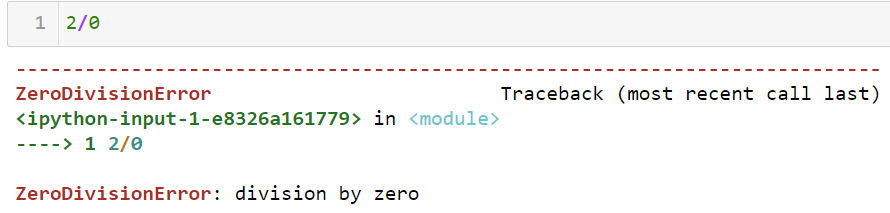 1 2/0
---------------------------------------------------------------------------
ZeroDivisionError                         Traceback (most recent call last)
<ipython-input-1-e8326a161779> in <module>
----> 1 2/0
ZeroDivisionError: division by zero